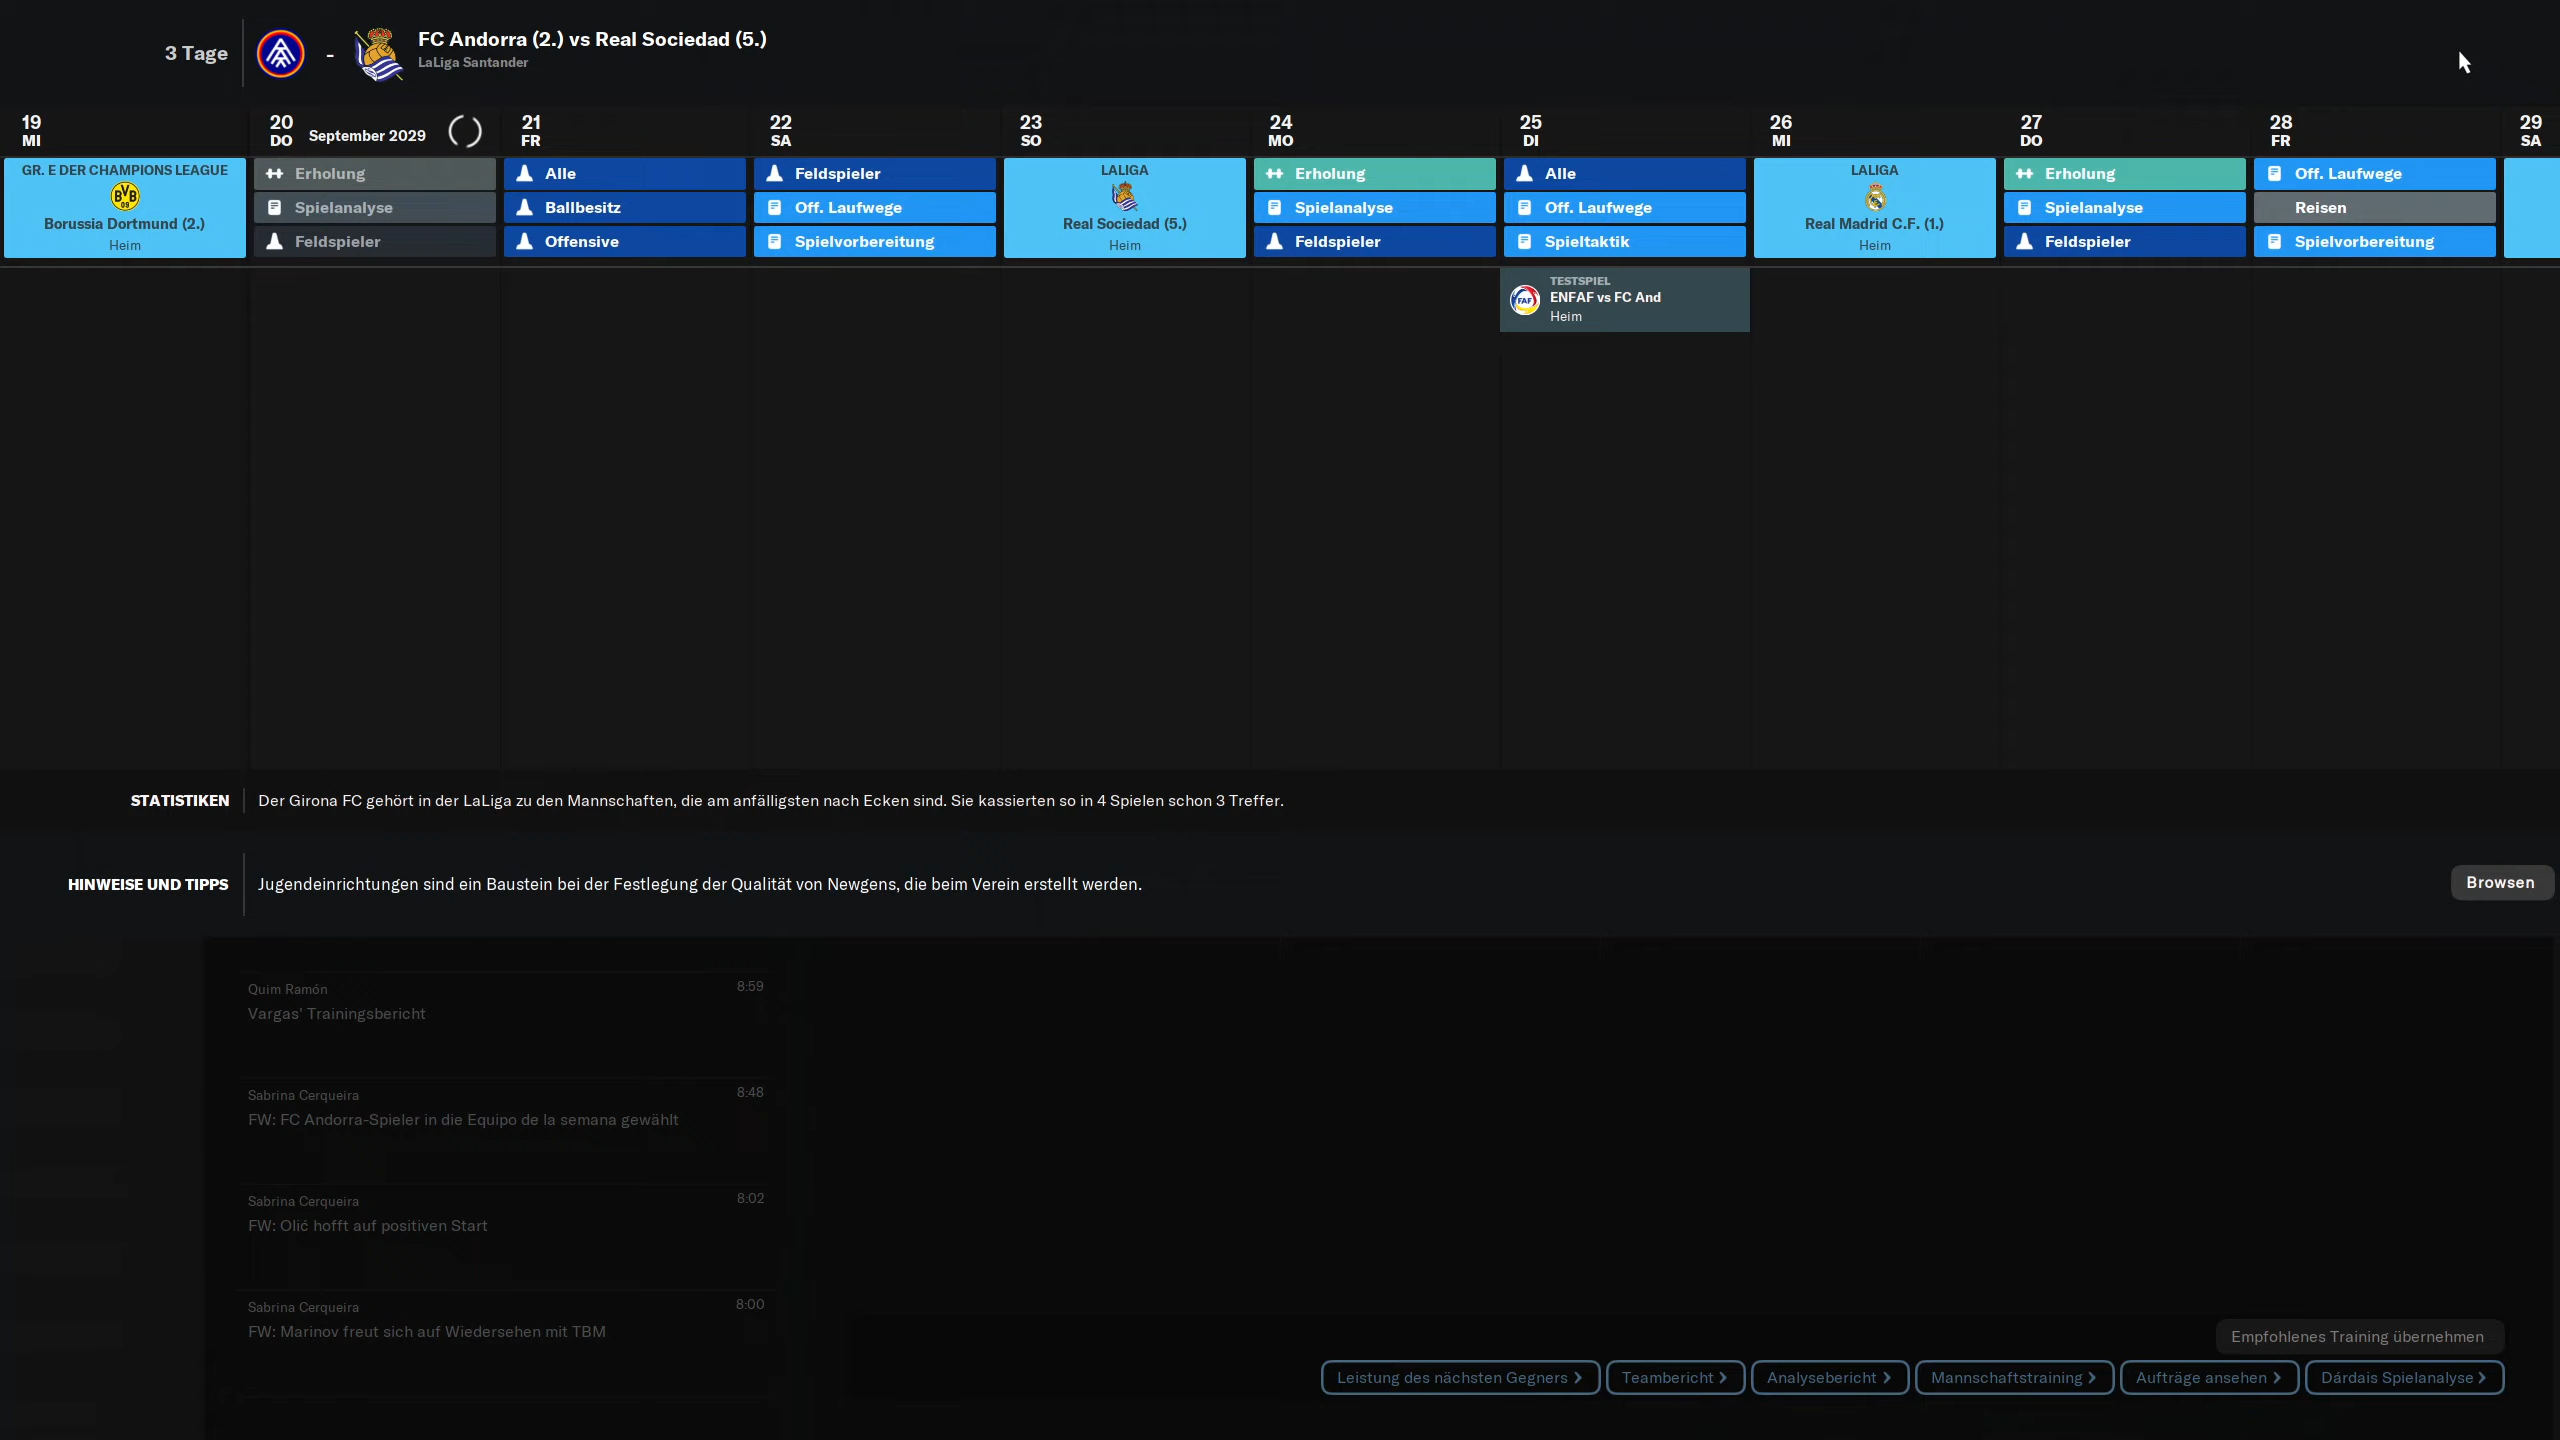 3 Tage
-
FC Andorra (2.) vs Real Sociedad (5.)
LaLiga Santander
19
MI
20
DO
September 2029
21
FR
22
SA
23
SO
24
MO
25
DI
26
MI
27
DO
28
FR
29
SA
GR. E DER CHAMPIONS LEAGUE
BVB
09
Borussia Dortmund (2.)
Heim
Erholung
Spielanalyse
Feldspieler
Alle
Ballbesitz
Offensive
Feldspieler
Off. Laufwege
Spielvorbereitung
LALIGA
Real Sociedad (5.)
Heim
Erholung
Spielanalyse
Feldspieler
Alle
Off. Laufwege
Spieltaktik
LALIGA
Real Madrid C.F. (1.)
Heim
Erholung
Spielanalyse
Feldspieler
Off. Laufwege
Reisen
Spielvorbereitung
FAF
TESTSPIEL
ENFAF vs FC And
Heim
STATISTIKEN
Der Girona FC gehört in der LaLiga zu den Mannschaften, die am anfälligsten nach Ecken sind. Sie kassierten so in 4 Spielen schon 3 Treffer.
HINWEISE UND TIPPS
Jugendeinrichtungen sind ein Baustein bei der Festlegung der Qualität von Newgens, die beim Verein erstellt werden.
Browsen
Quim Ramón
8:59
Vargas' Trainingsbericht
Sabrina Cerqueira
8:48
FW: FC Andorra-Spieler in die Equipo de la semana gewählt
Sabrina Cerqueira
8:02
FW: Olić hofft auf positiven Start
Sabrina Cerqueira
8:00
FW: Marinov freut sich auf Wiedersehen mit TBM
Empfohlenes Training übernehmen
Leistung des nächsten Gegners
Teambericht
Analysebericht
Mannschaftstraining
Aufträge ansehen
Dárdais Spielanalyse